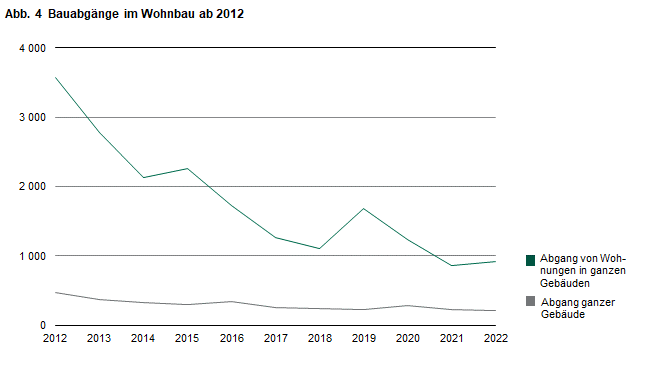 Abb. 4 Bauabgänge im Wohnbau ab 2012
4 000
3 000
2 000
1 000
0
2012 2013 2014 2015 2016 2017 2018 2019 2020 2021 2022
Abgang von Woh-
nungen in ganzen
Gebäuden
Abgang ganzer
Gebäude